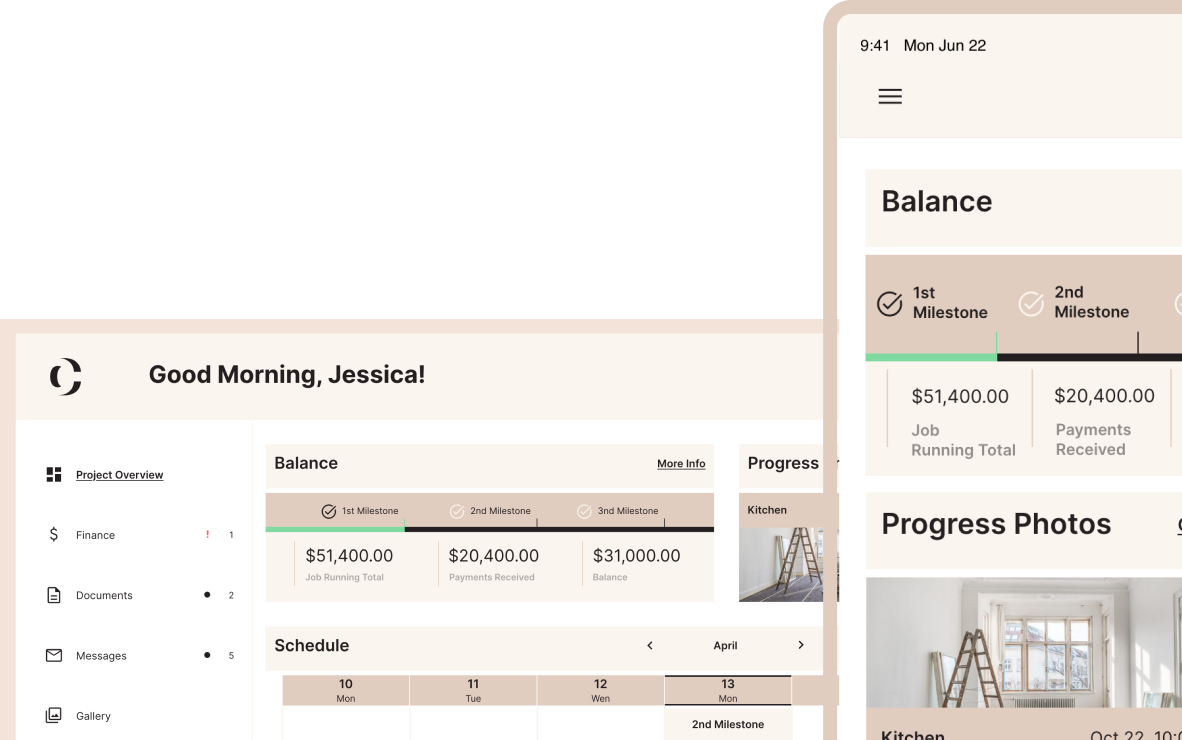 9:41 Mon Jun 22
Balance
1st
Milestone
2nd
Milestone
$51,400.00
Job
Running Total
$20,400.00
Payments
Received
Progress Photos
Kitchen
Oct 22, 10:0
Good Morning, Jessica!
Project Overview
Finance ! 1
Documents 2
Messages 5
Gallery
Balance
More Info
1st Milestone
2nd Milestone
3nd Milestone
$51,400.00
Job Running Total
$20,400.00
Payments Received
$31,000.00
Balance
Progress
Kitchen
Schedule
< April >
10
Mon
11
Tue
12
Wen
13
Mon
2nd Milestone